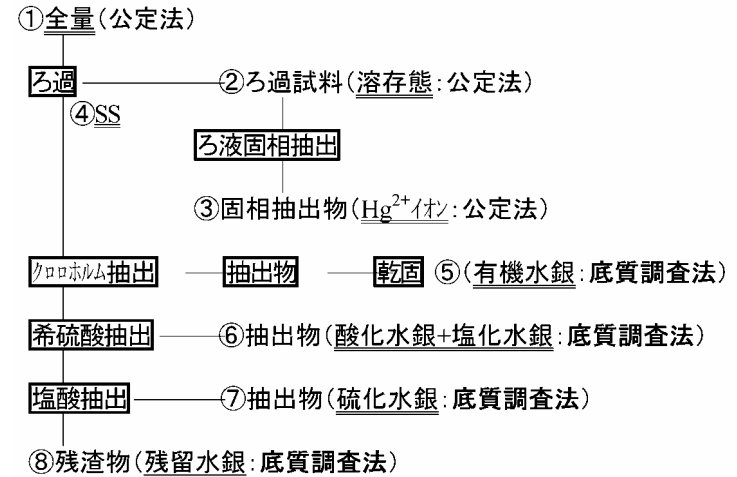 ①全量(公定法)
ろ過 ②ろ過試料(溶存態:公定法)
④SS
ろ液固相抽出
③固相抽出物(Hg²⁺イオン:公定法)
クロロホルム抽出 抽出物 乾固 ⑤(有機水銀:底質調査法)
希硫酸抽出 ⑥抽出物(酸化水銀+塩化水銀:底質調査法)
塩酸抽出 ⑦抽出物(硫化水銀:底質調査法)
⑧残渣物(残留水銀:底質調査法)